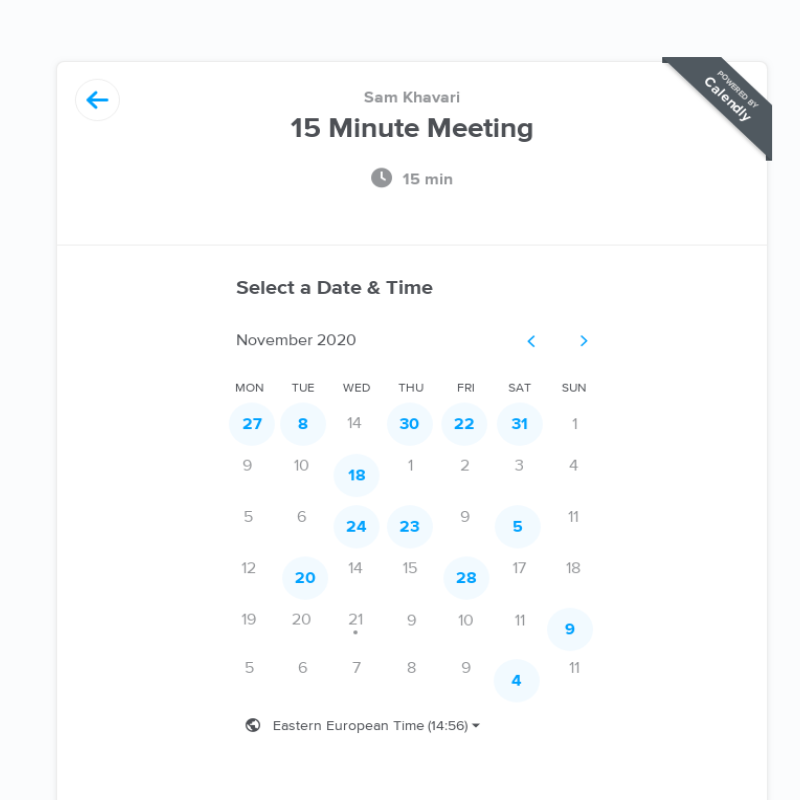 POWERED BY
Calendly
Sam Khavari
15 Minute Meeting
15 min
Select a Date & Time
November 2020
MON TUE WED THU FRI SAT SUN
27 8 14 30 22 31 1
9 10 18 1 2 3 4
5 6 24 23 9 5 11
12 20 14 15 28 17 18
19 20 21 9 10 11 9
5 6 7 8 9 4 11
Eastern European Time (14:56)